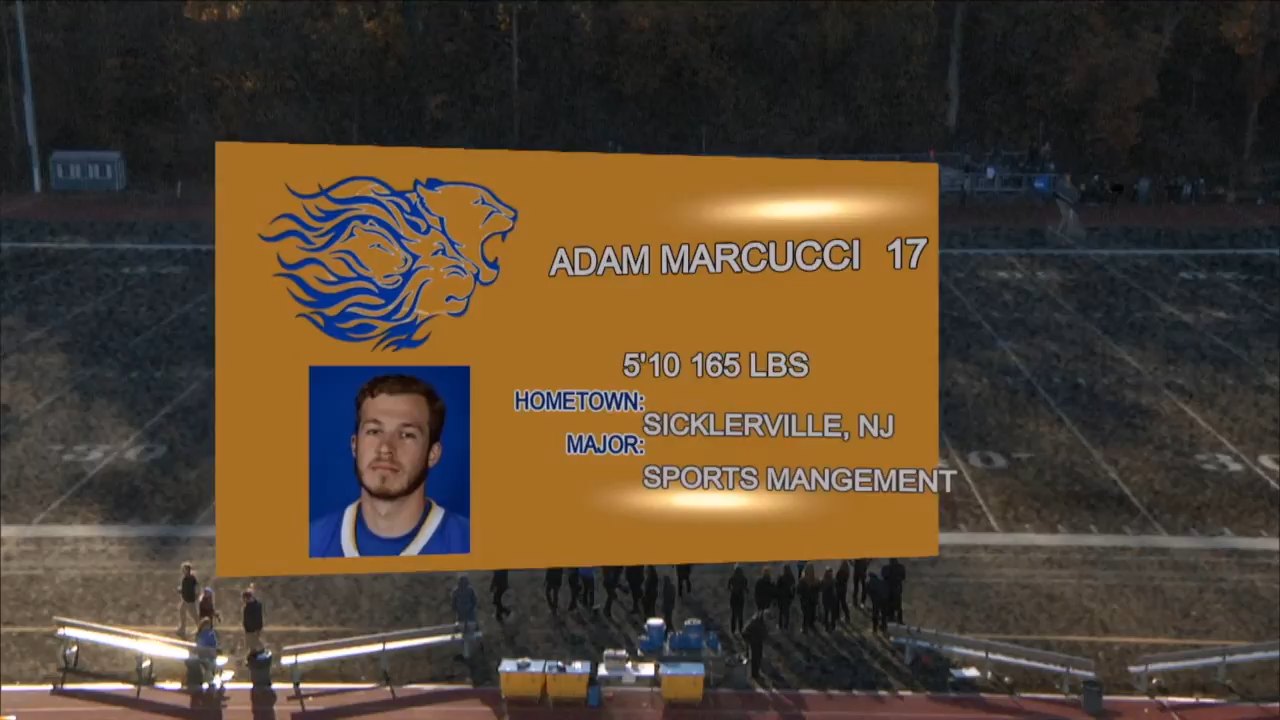 ADAM MARCUCCI 17
5'10 165 LBS
HOMETOWN:
SICKLERVILLE, NJ
MAJOR:
SPORTS MANGEMENT